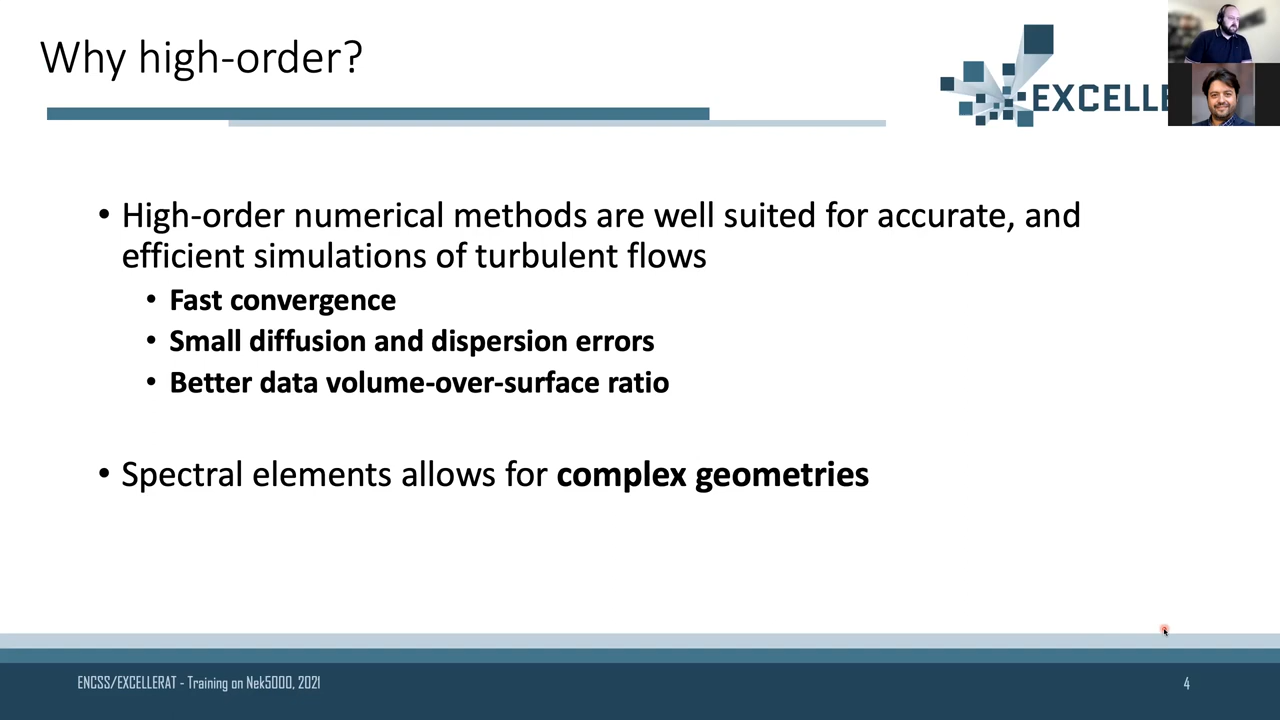 Why high-order?
EXCELLE
• High-order numerical methods are well suited for accurate, and
efficient simulations of turbulent flows
• Fast convergence
• Small diffusion and dispersion errors
• Better data volume-over-surface ratio
• Spectral elements allows for complex geometries
ENCSS/EXCELLERAT - Training on Nek5000, 2021
4